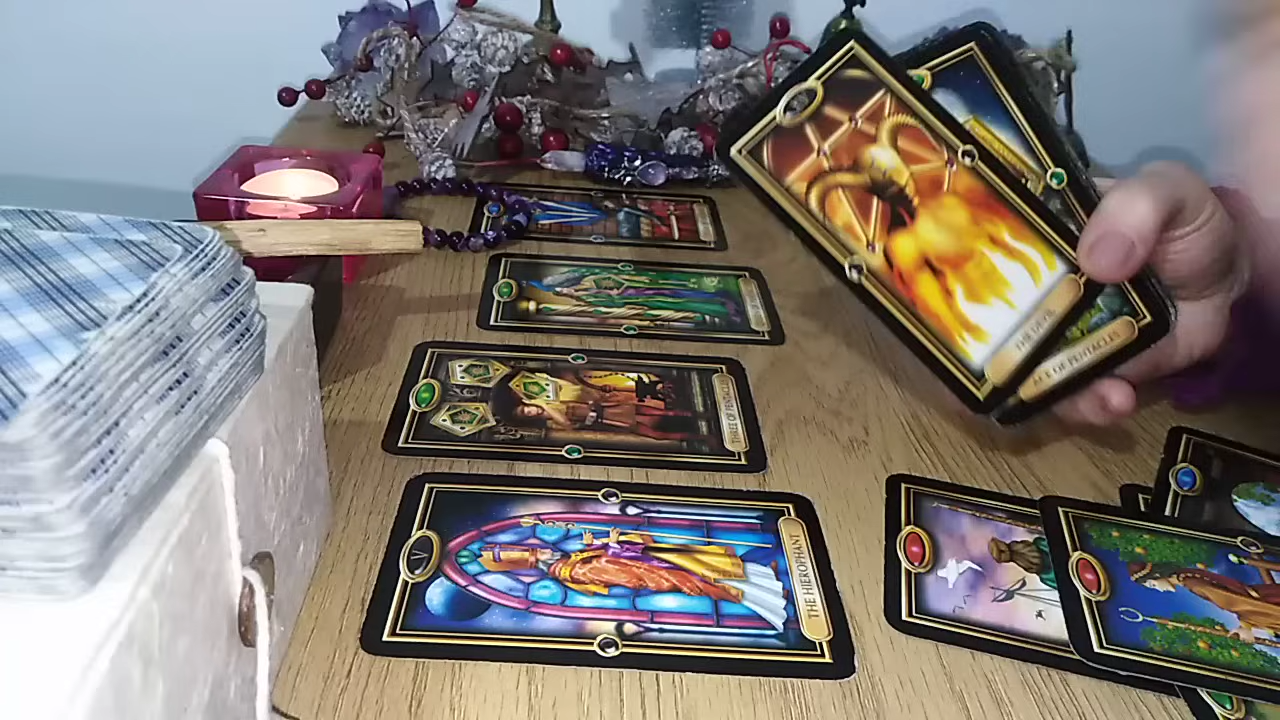 THE DEVIL
ACE OF PENTACLES
THREE OF PENTACLES
V
THE HIEROPHANT